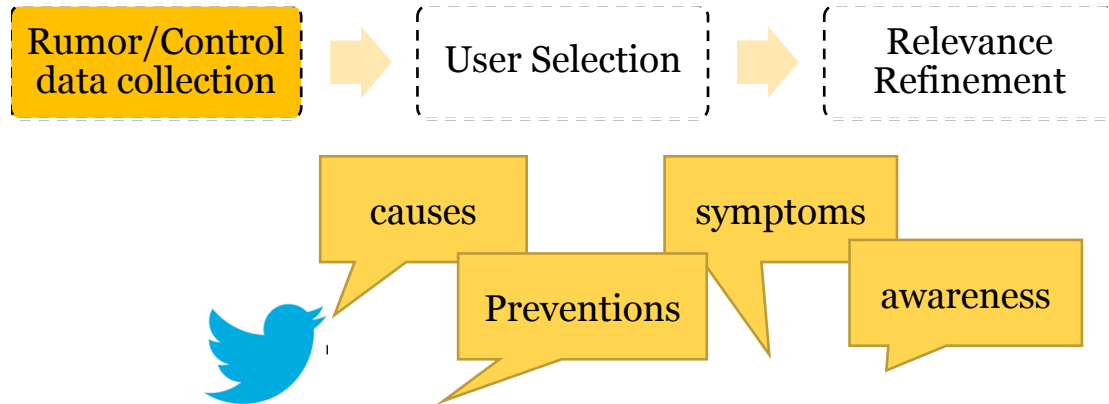 Rumor/Control
data collection
User Selection
Relevance
Refinement
causes
symptoms
Preventions
awareness